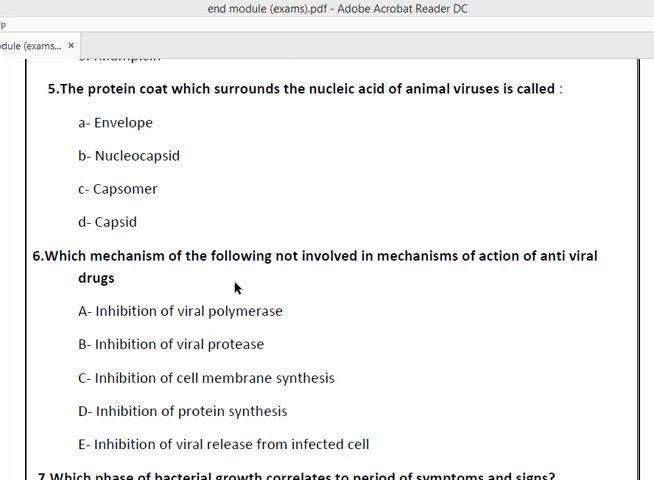 end module (exams).pdf - Adobe Acrobat Reader DC
lp
odule (exams... ×
5.The protein coat which surrounds the nucleic acid of animal viruses is called :
a- Envelope
b- Nucleocapsid
c- Capsomer
d- Capsid
6.Which mechanism of the following not involved in mechanisms of action of anti viral
drugs
A- Inhibition of viral polymerase
B- Inhibition of viral protease
C- Inhibition of cell membrane synthesis
D- Inhibition of protein synthesis
E- Inhibition of viral release from infected cell
7.Which phase of bacterial growth correlates to period of symptoms and signs?